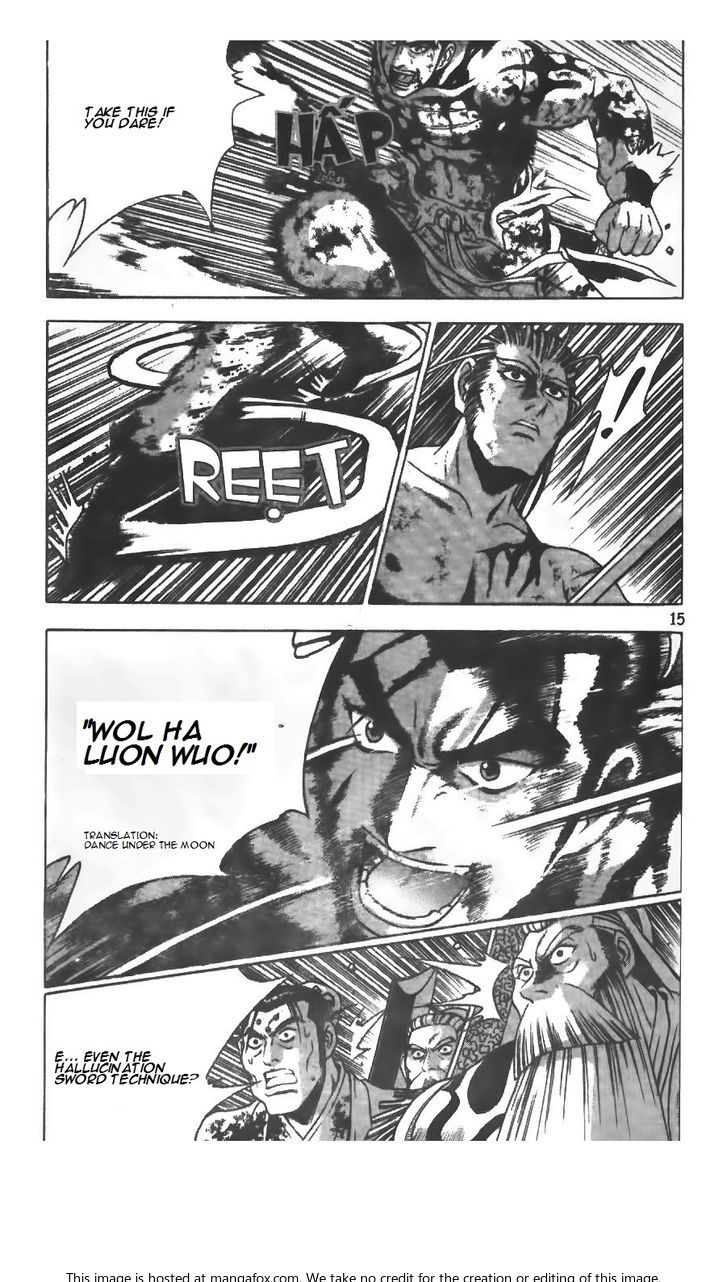 TAKE THIS IF
YOU DARE!
HẤP
REẸT
!
15
"WOL HA
LUON WUO!"
TRANSLATION:
DANCE UNDER THE MOON
E... EVEN THE
HALLUCINATION
SWORD TECHNIQUE?
This image is hosted at mangafox.com. We take no credit for the creation or editing of this image.